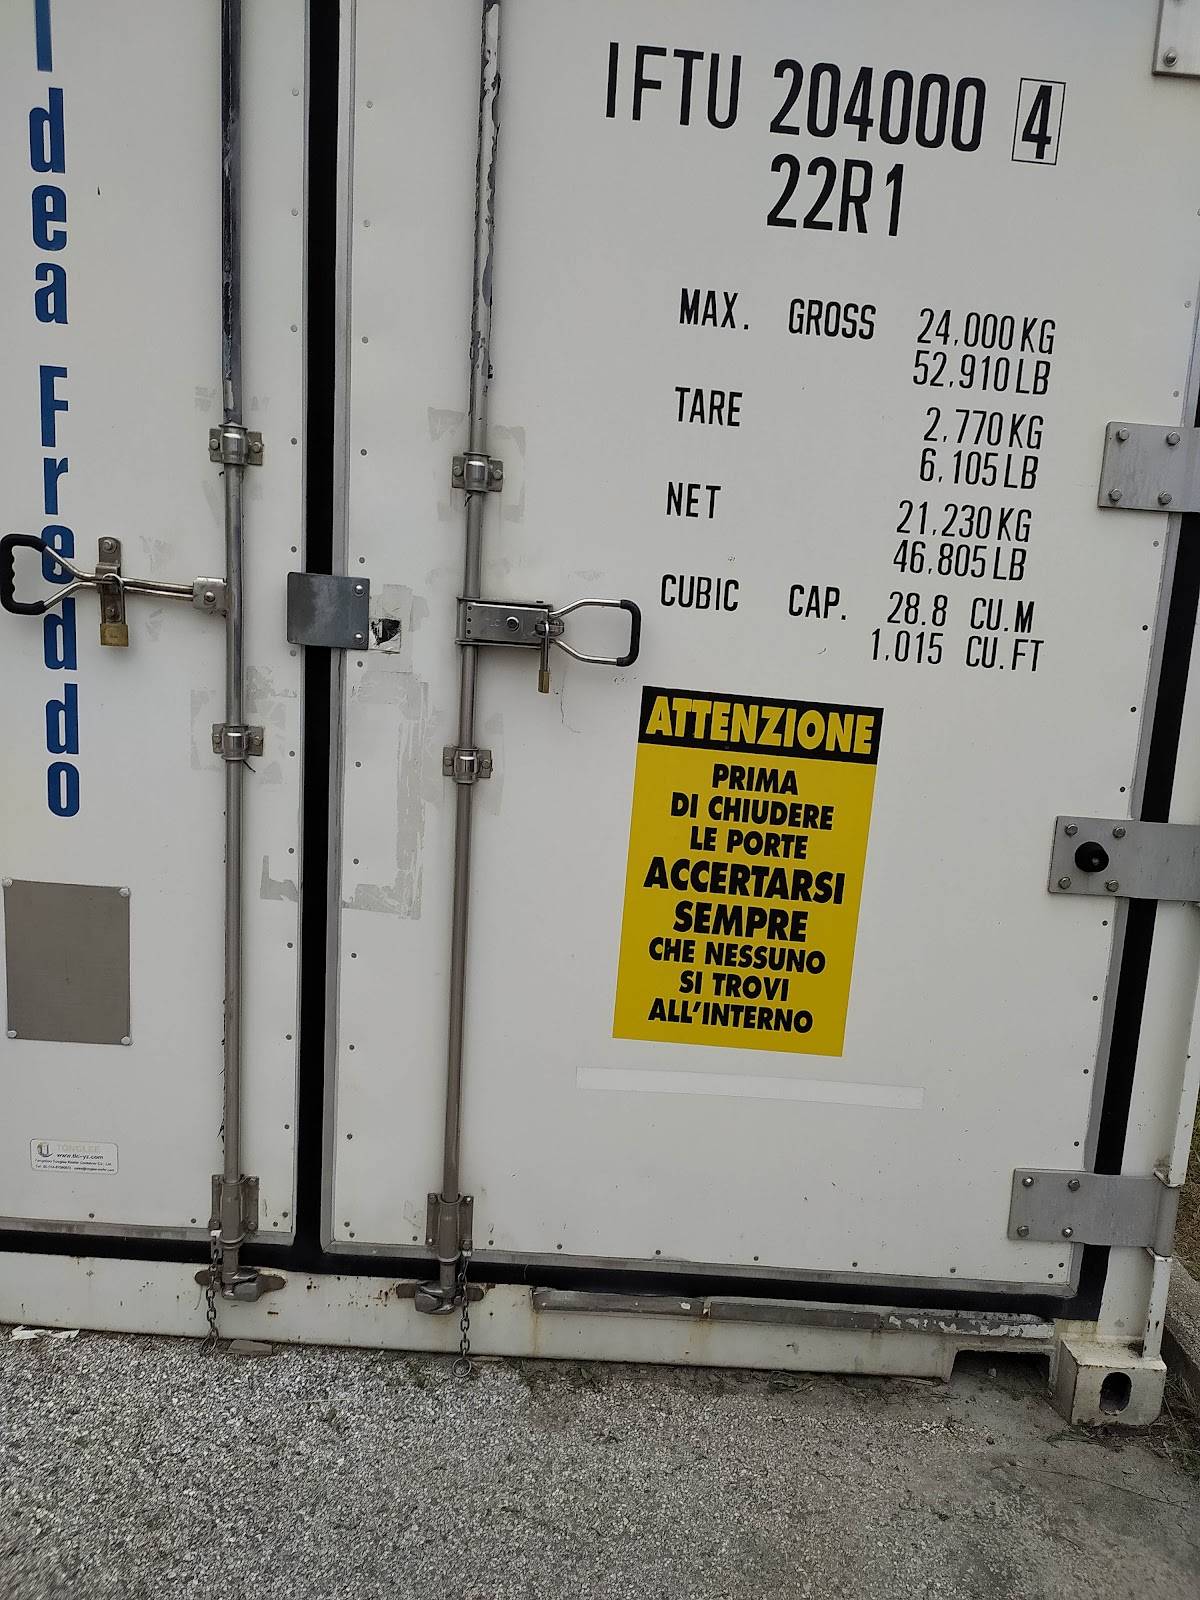 Idea Freddo
IFTU 204000 4
22R1
MAX. GROSS 24,000 KG
52,910 LB
TARE 2,770 KG
6,105 LB
NET 21,230 KG
46,805 LB
CUBIC CAP. 28.8 CU.M
1,015 CU.FT
ATTENZIONE
PRIMA
DI CHIUDERE
LE PORTE
ACCERTARSI
SEMPRE
CHE NESSUNO
SI TROVI
ALL'INTERNO
TONGLEE